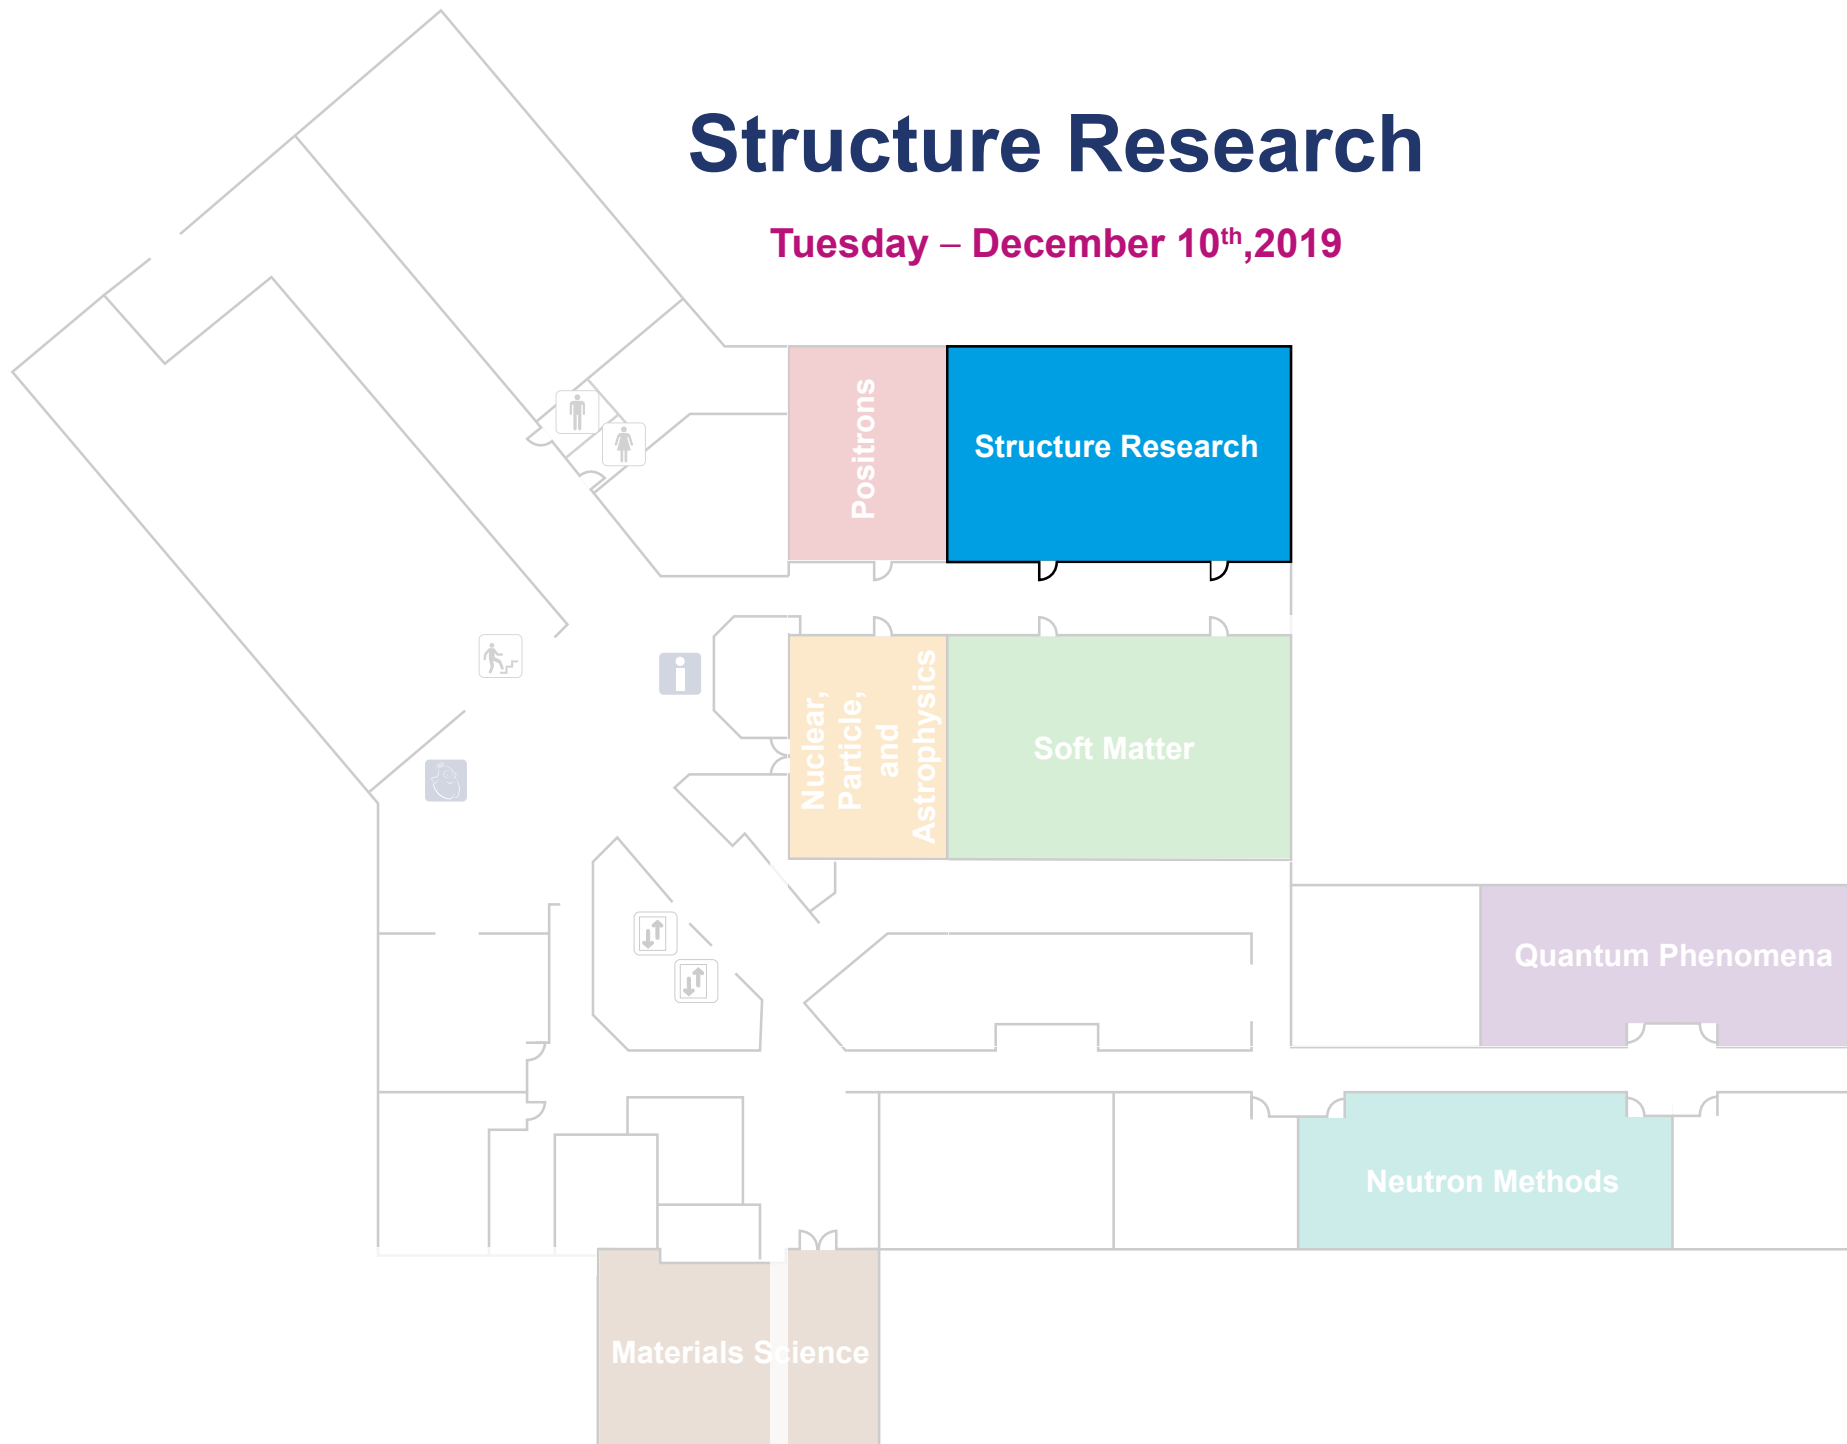 Structure Research
Tuesday – December 10th,2019
Positrons
Structure Research
Nuclear,
Particle,
and
Astrophysics
Soft Matter
Quantum Phenomena
Neutron Methods
Materials Science